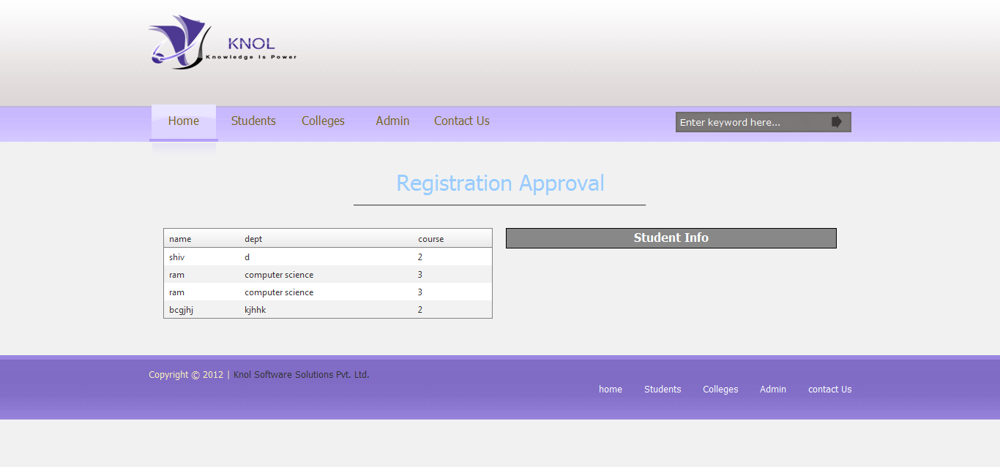 KNOL
Knowledge Is Power
Home Students Colleges Admin Contact Us Enter keyword here...
Registration Approval
name dept course
shiv d 2
ram computer science 3
ram computer science 3
bcgjhj kjhhk 2
Student Info
Copyright © 2012 | Knol Software Solutions Pvt. Ltd.
home Students Colleges Admin contact Us